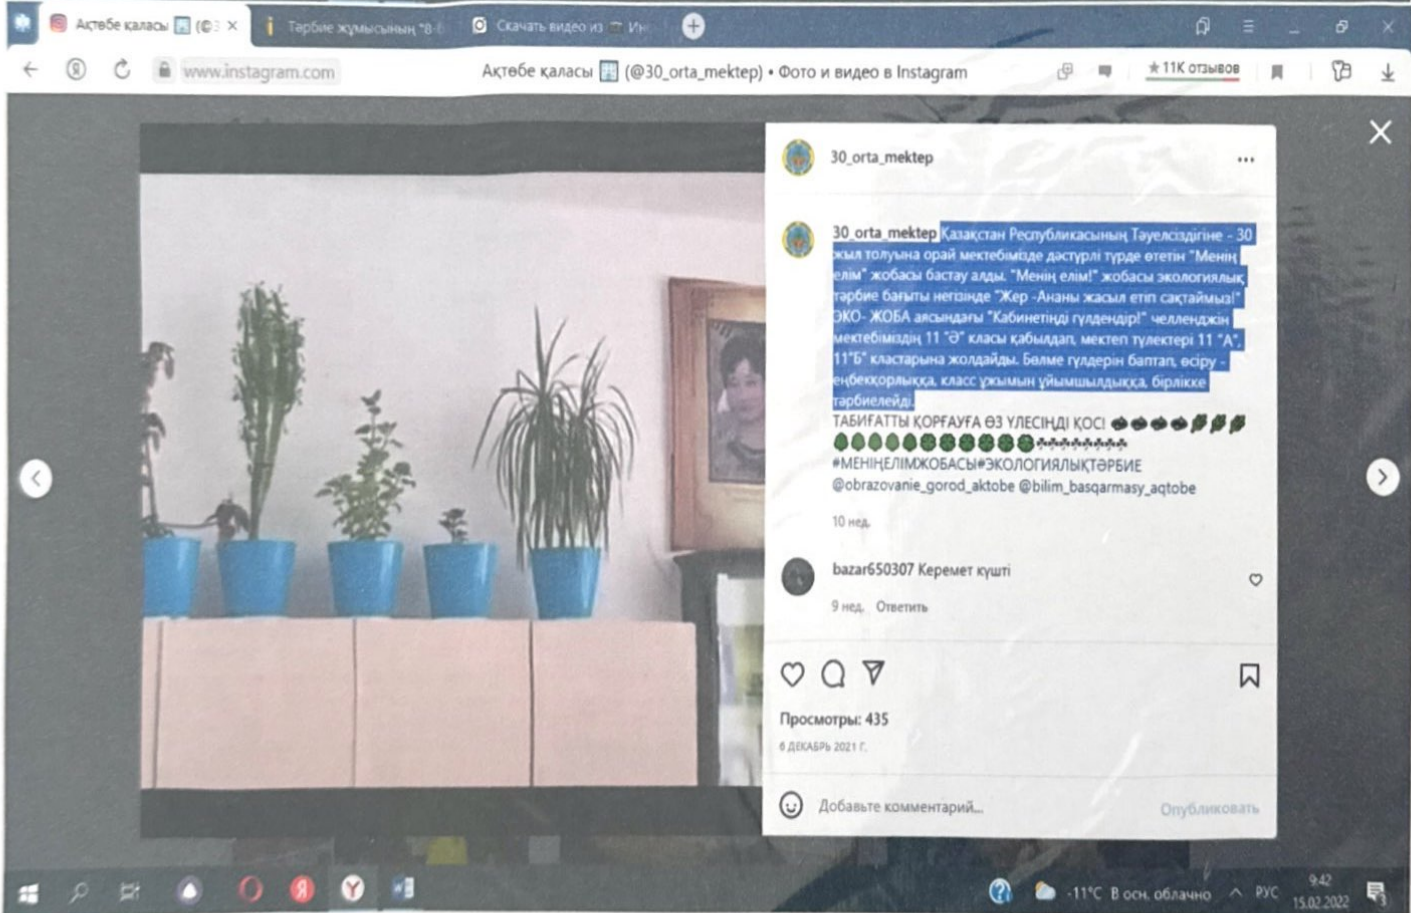 Ақтөбе қаласы
Тәрбие жұмысының "8-
Скачать видео из
www.instagram.com
Ақтөбе қаласы (@30_orta_mektep) • Фото и видео в Instagram
★ 11К отзывов
30_orta_mektep
30_orta_mektep Қазақстан Республикасының Тәуелсіздігіне - 30
жыл толуына орай мектебімізде дәстүрлі түрде өтетін "Менің
елім" жобасы бастау алды. "Менің елім!" жобасы экологиялық
тәрбие бағыты негізінде "Жер -Ананы жасыл етіп сақтаймыз!"
ЭКО- ЖОБА аясындағы "Кабинетіңді гүлдендір!" челленджін
мектебіміздің 11 "Ә" класы қабылдап, мектеп түлектері 11 "А",
11"Б" кластарына жолдайды. Бөлме гүлдерін баптап, өсіру -
еңбекқорлыққа, класс ұжымын ұйымшылдыққа, бірлікке
тәрбиелейді.
ТАБИҒАТТЫ ҚОРҒАУҒА ӨЗ ҮЛЕСІҢДІ ҚОС!
#МЕНІҢЕЛІМЖОБАСЫ#ЭКОЛОГИЯЛЫҚТӘРБИЕ
@obrazovanie_gorod_aktobe @bilim_basqarmasy_aqtobe
10 нед.
bazar650307 Керемет күшті
9 нед. Ответить
Просмотры: 435
6 ДЕКАБРЬ 2021 Г.
Добавьте комментарий...
Опубликовать
-11°C В осн. облачно
РУС
9:42
15.02.2022